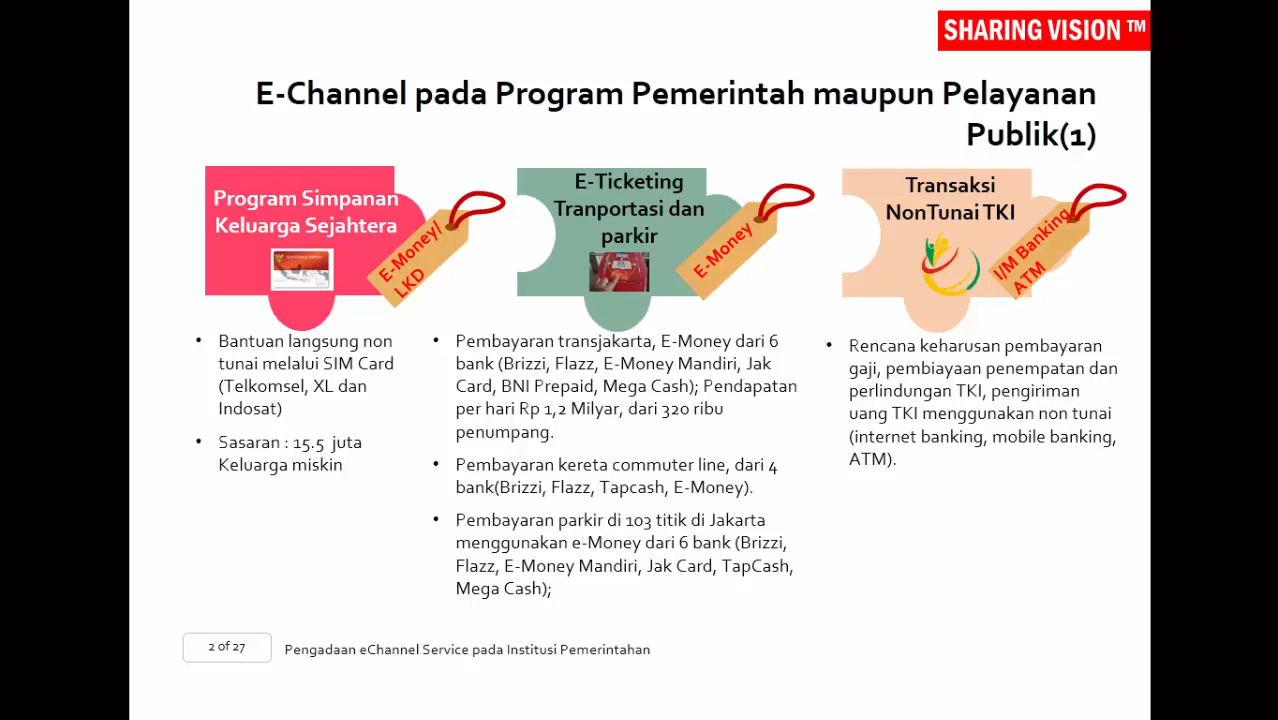 SHARING VISION ™
E-Channel pada Program Pemerintah maupun Pelayanan
Publik(1)
Program Simpanan
Keluarga Sejahtera
E-Money/
LKD
• Bantuan langsung non
tunai melalui SIM Card
(Telkomsel, XL dan
Indosat)
• Sasaran : 15.5 juta
Keluarga miskin
E-Ticketing
Tranportasi dan
parkir
E-Money
• Pembayaran transjakarta, E-Money dari 6
bank (Brizzi, Flazz, E-Money Mandiri, Jak
Card, BNI Prepaid, Mega Cash); Pendapatan
per hari Rp 1,2 Milyar, dari 320 ribu
penumpang.
• Pembayaran kereta commuter line, dari 4
bank(Brizzi, Flazz, Tapcash, E-Money).
• Pembayaran parkir di 103 titik di Jakarta
menggunakan e-Money dari 6 bank (Brizzi,
Flazz, E-Money Mandiri, Jak Card, TapCash,
Mega Cash);
Transaksi
NonTunai TKI
I/M Banking
ATM
• Rencana keharusan pembayaran
gaji, pembiayaan penempatan dan
perlindungan TKI, pengiriman
uang TKI menggunakan non tunai
(internet banking, mobile banking,
ATM).
2 of 27
Pengadaan eChannel Service pada Institusi Pemerintahan